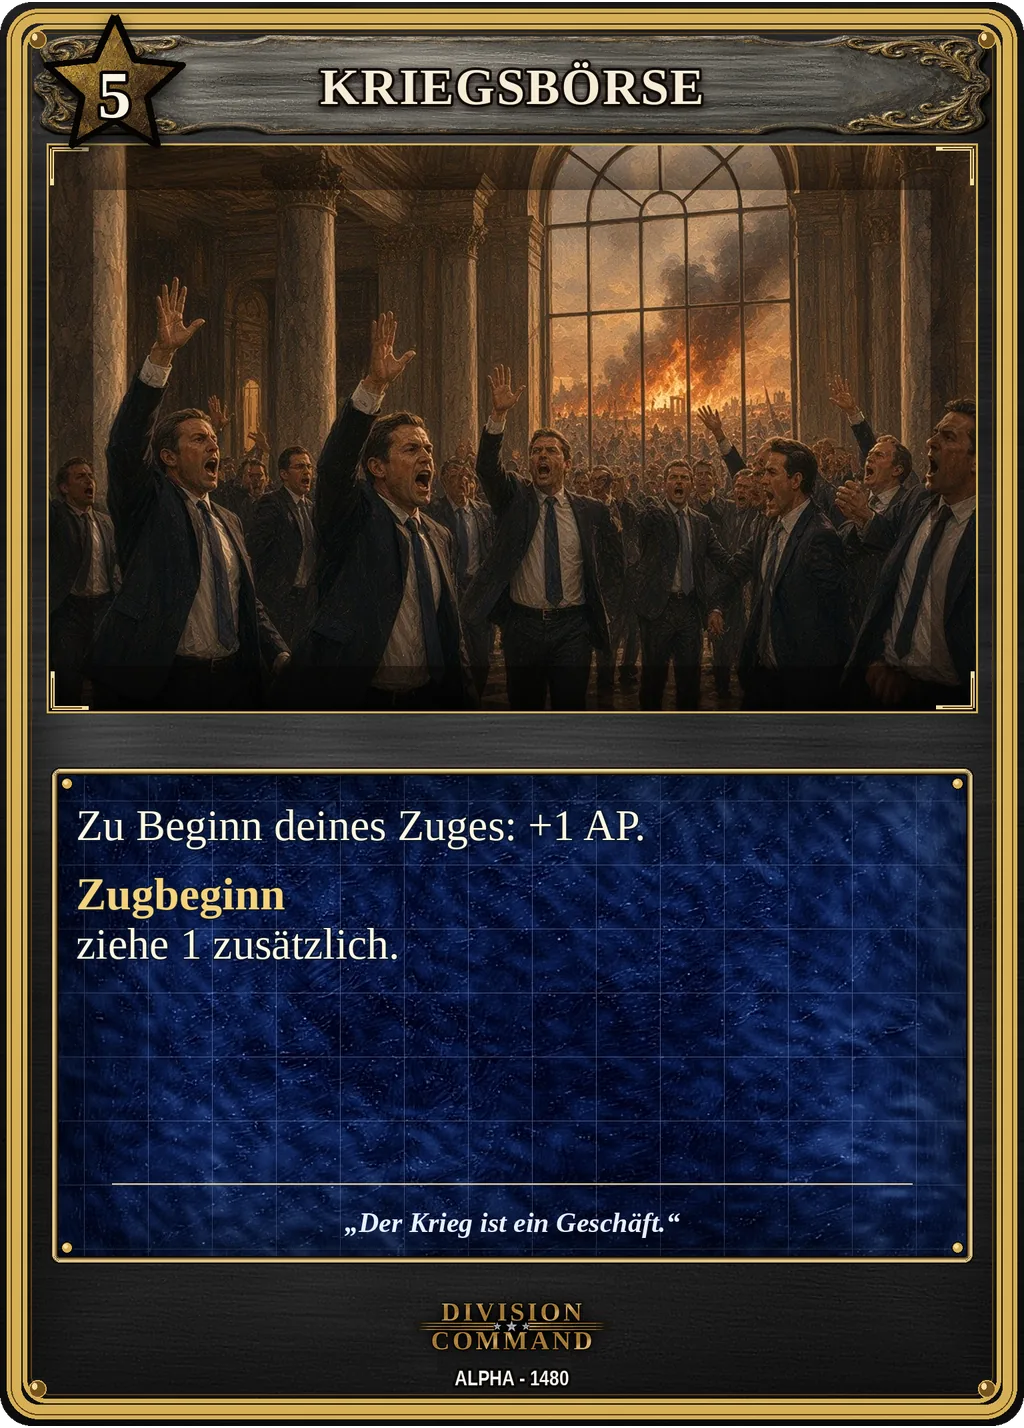 5
KRIEGSBÖRSE
Zu Beginn deines Zuges: +1 AP.
Zugbeginn
ziehe 1 zusätzlich.
„Der Krieg ist ein Geschäft.“
DIVISION
COMMAND
ALPHA - 1480